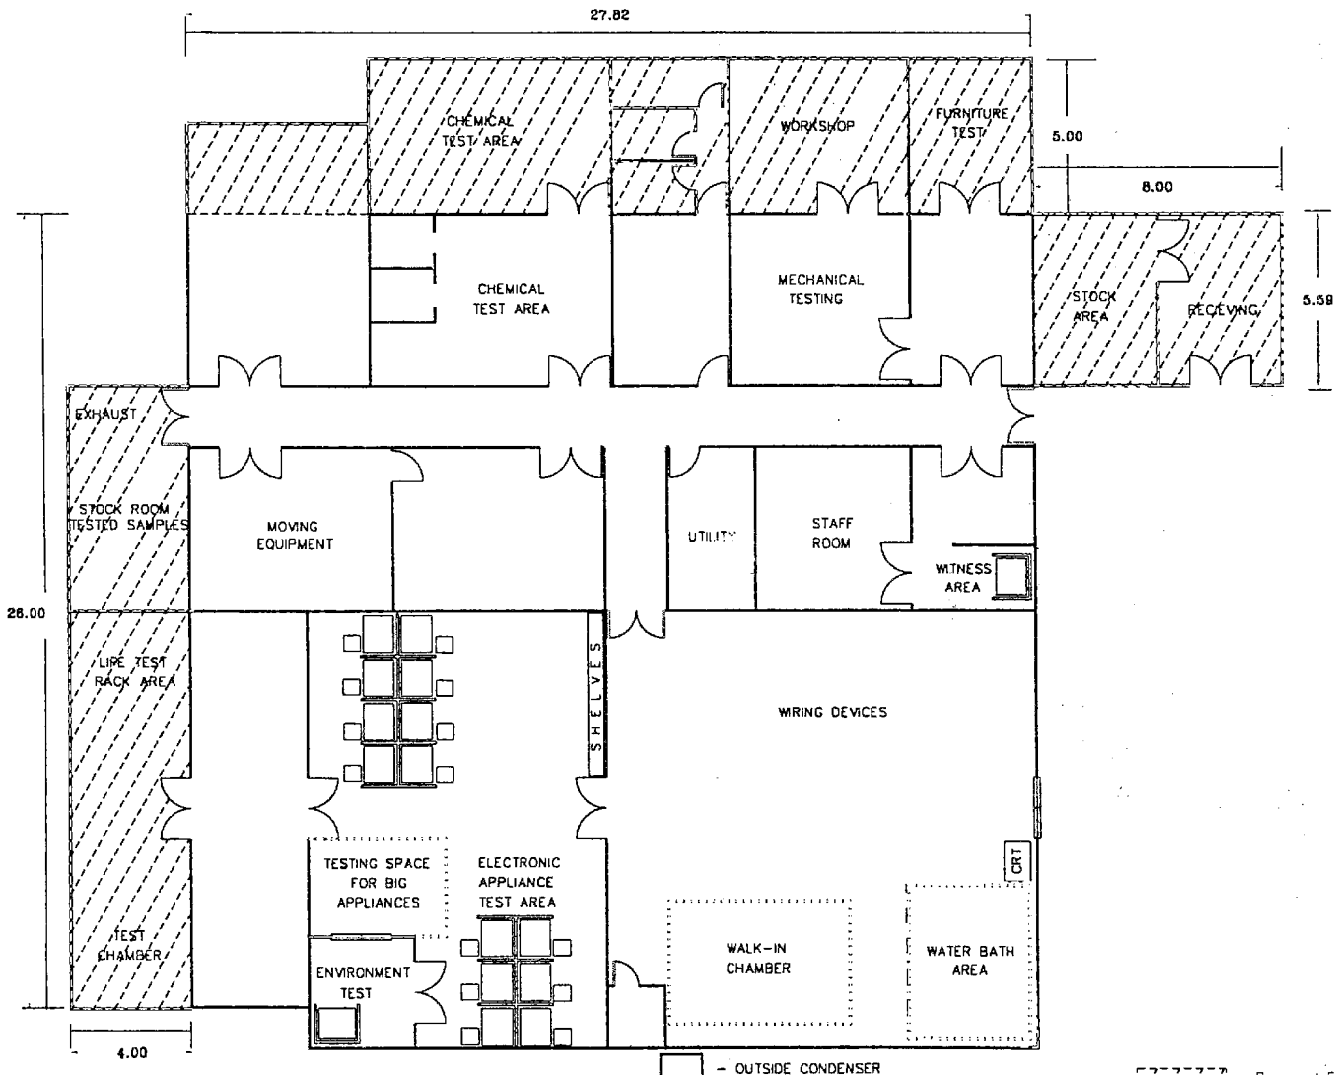 27.82
CHEMICAL
TEST AREA
WORKSHOP
FURNITURE
TEST
5.00
8.00
CHEMICAL
TEST AREA
MECHANICAL
TESTING
STOCK
AREA
RECIEVING
5.59
EXHAUST
STOCK ROOM
TESTED SAMPLES
MOVING
EQUIPMENT
UTILITY
STAFF
ROOM
WITNESS
AREA
26.00
LIFE TEST
RACK AREA
SHELVES
WIRING DEVICES
TESTING SPACE
FOR BIG
APPLIANCES
ELECTRONIC
APPLIANCE
TEST AREA
CRT
TEST
CHAMBER
ENVIRONMENT
TEST
WALK-IN
CHAMBER
WATER BATH
AREA
4.00
- OUTSIDE CONDENSER